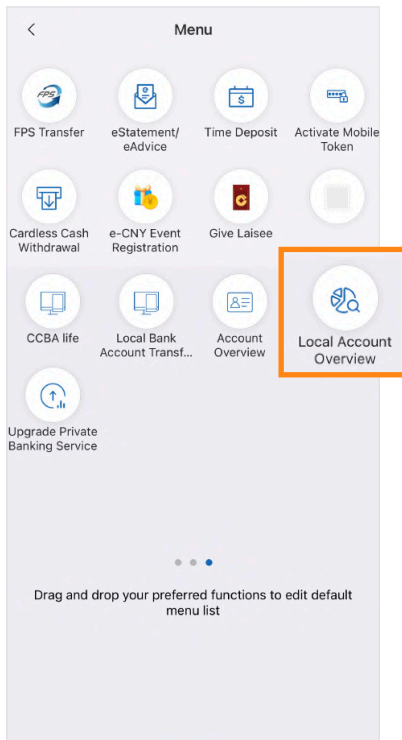 Menu
FPS
FPS Transfer
eStatement/
eAdvice
Time Deposit
Activate Mobile
Token
Cardless Cash
Withdrawal
e-CNY Event
Registration
Give Laisee
CCBA life
Local Bank
Account Transf...
Account
Overview
Local Account
Overview
Upgrade Private
Banking Service
Drag and drop your preferred functions to edit default
menu list